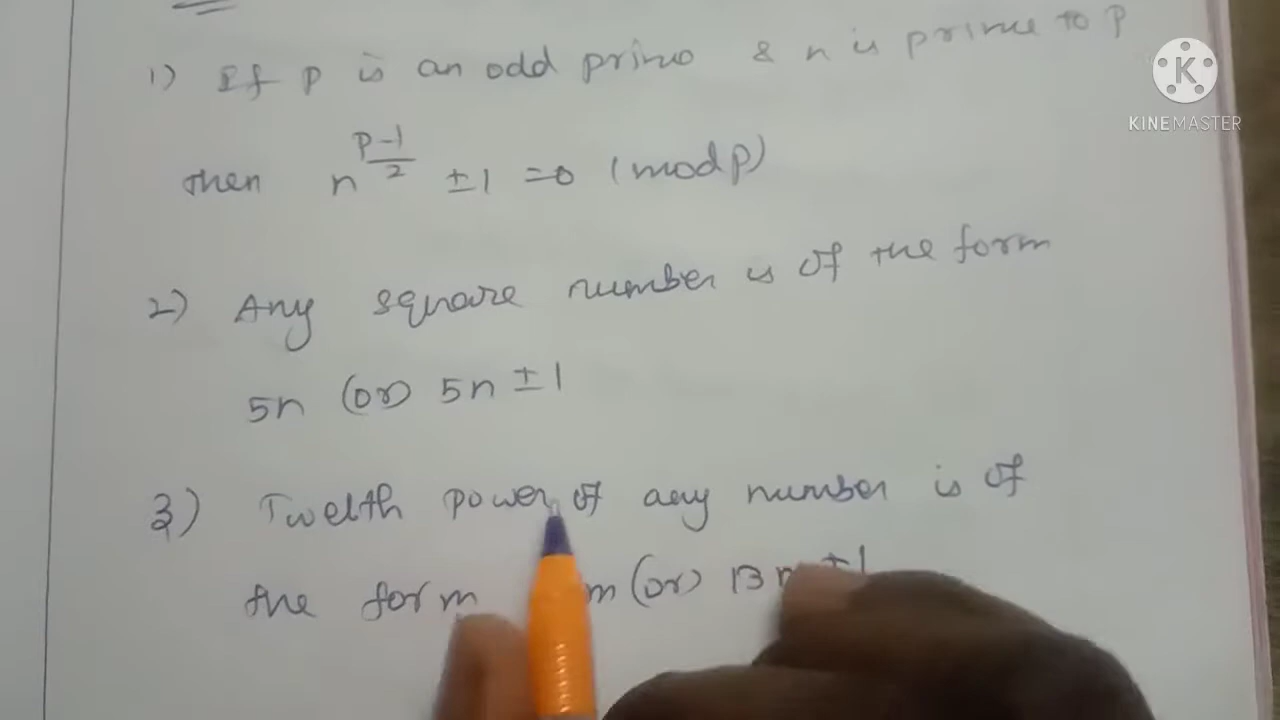 1) If p is an odd prime & n is prime to p
then n^{\frac{p-1}{2}} ±1 =0 (mod p)
2) Any square number is of the form
5n (or) 5n ±1
3) Twelth power of any number is of
the form m (or) 13
K
KINEMASTER